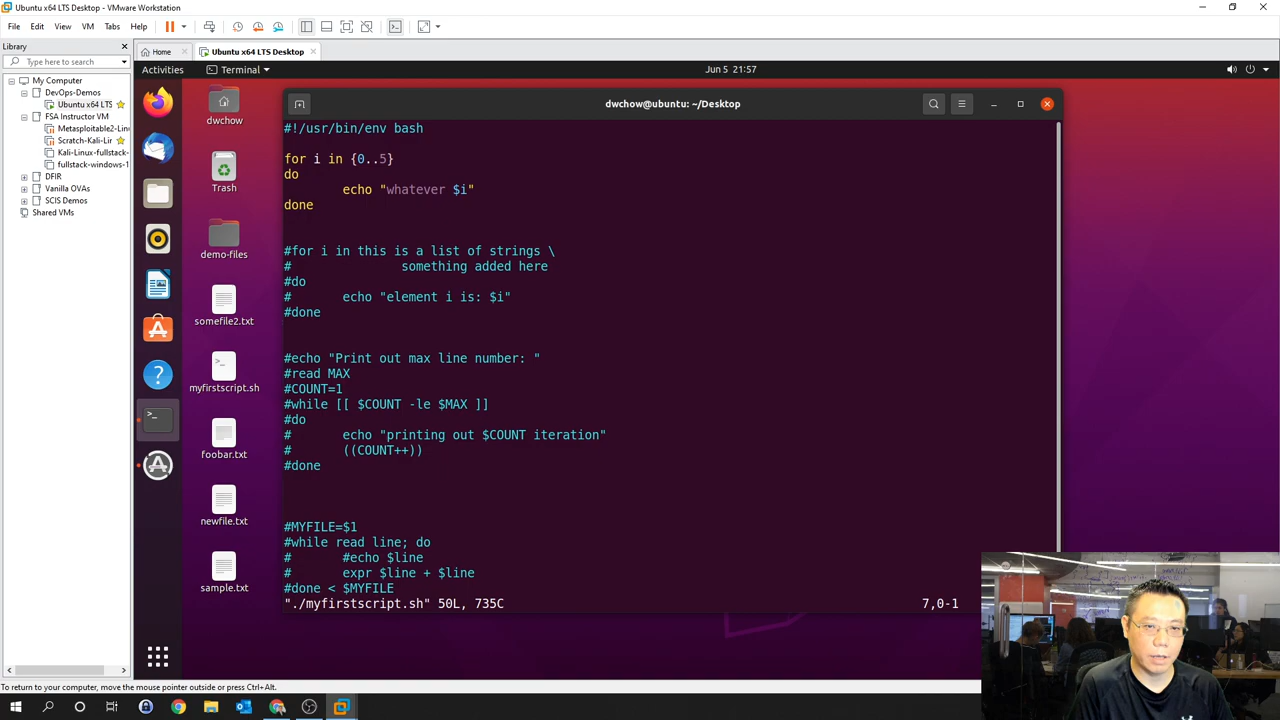 Ubuntu x64 LTS Desktop - VMware Workstation
File Edit View VM Tabs Help
Library
Type here to search
My Computer
DevOps-Demos
Ubuntu x64 LTS
FSA Instructor VM
Metasploitable2-Linu
Scratch-Kali-Lir
Kali-Linux-fullstack-
fullstack-windows-1
DFIR
Vanilla OVAs
SCIS Demos
Shared VMs
Home
Ubuntu x64 LTS Desktop
Activities
Terminal
Jun 5 21:57
dwchow
Trash
demo-files
somefile2.txt
myfirstscript.sh
foobar.txt
newfile.txt
sample.txt
dwchow@ubuntu: ~/Desktop
#!/usr/bin/env bash
for i in {0..5}
do
echo "whatever $i"
done
#for i in this is a list of strings \
# something added here
#do
# echo "element i is: $i"
#done
#echo "Print out max line number: "
#read MAX
#COUNT=1
#while [[ $COUNT -le $MAX ]]
#do
# echo "printing out $COUNT iteration"
# ((COUNT++))
#done
#MYFILE=$1
#while read line; do
# #echo $line
# expr $line + $line
#done < $MYFILE
"./myfirstscript.sh" 50L, 735C 7,0-1
To return to your computer, move the mouse pointer outside or press Ctrl+Alt.